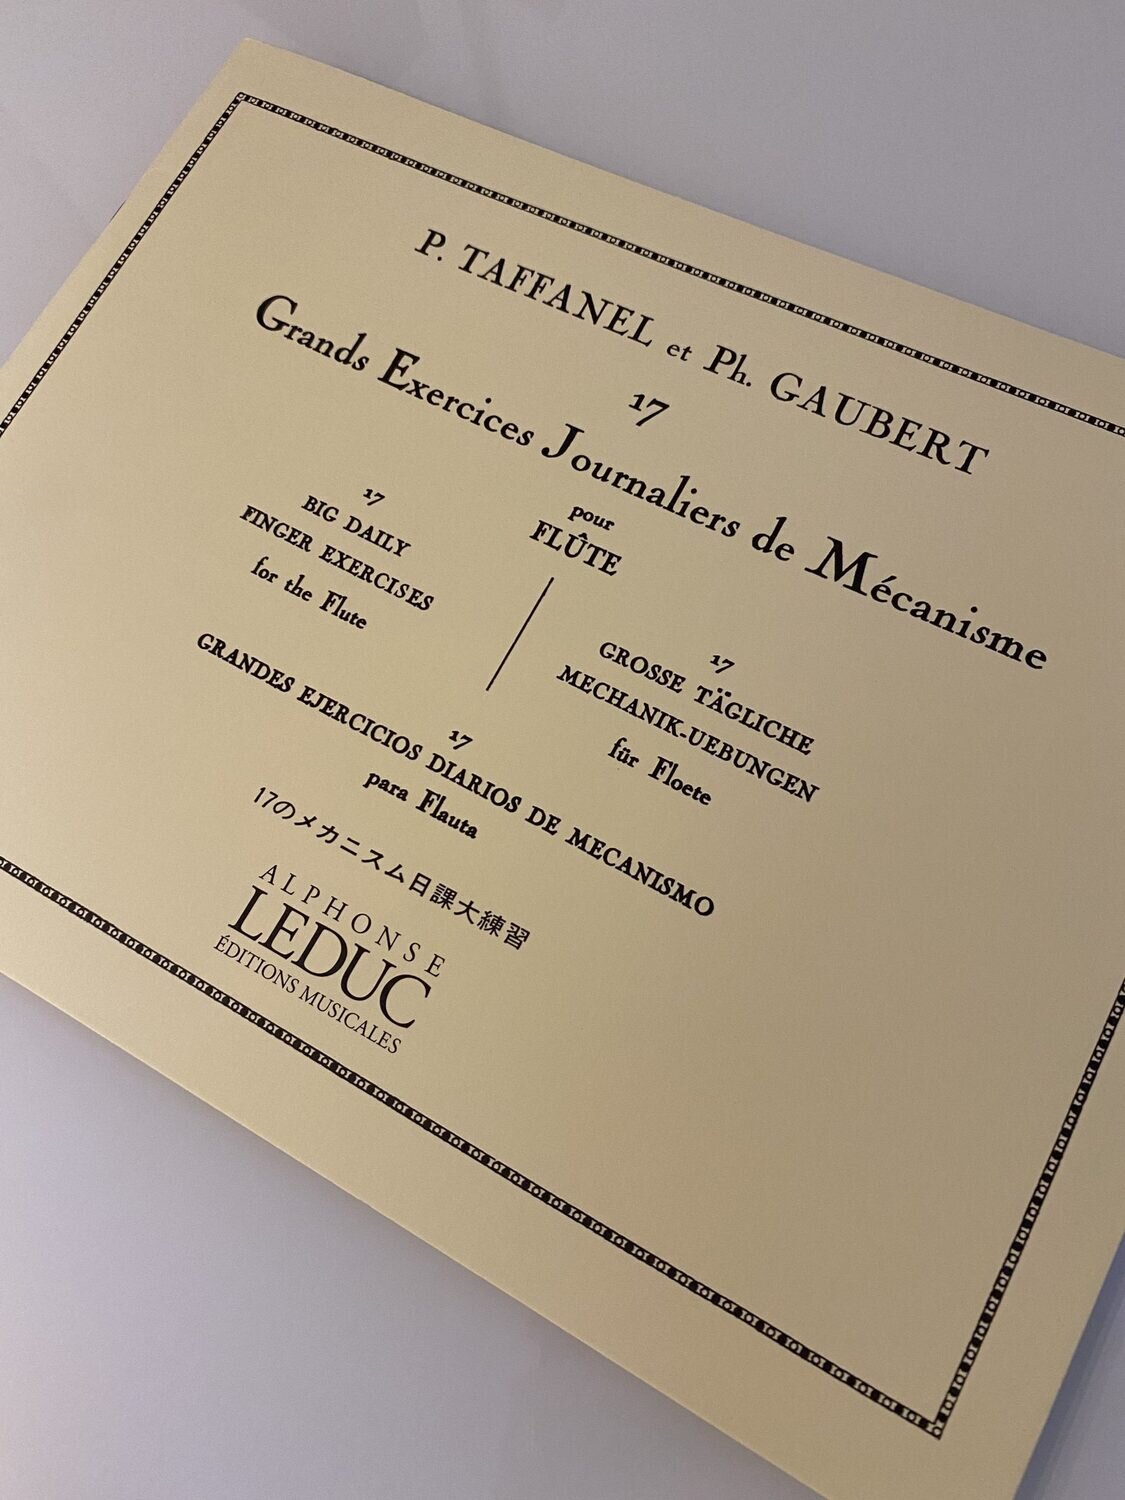 P. TAFFANEL et Ph. GAUBERT
17
Grands Exercices Journaliers de Mécanisme
pour
FLÛTE
17
BIG DAILY
FINGER EXERCISES
for the Flute
17
GROSSE TÄGLICHE
MECHANIK-UEBUNGEN
für Floete
17
GRANDES EJERCICIOS DIARIOS DE MECANISMO
para Flauta
17のメカニスム日課大練習
ALPHONSE
LEDUC
ÉDITIONS MUSICALES